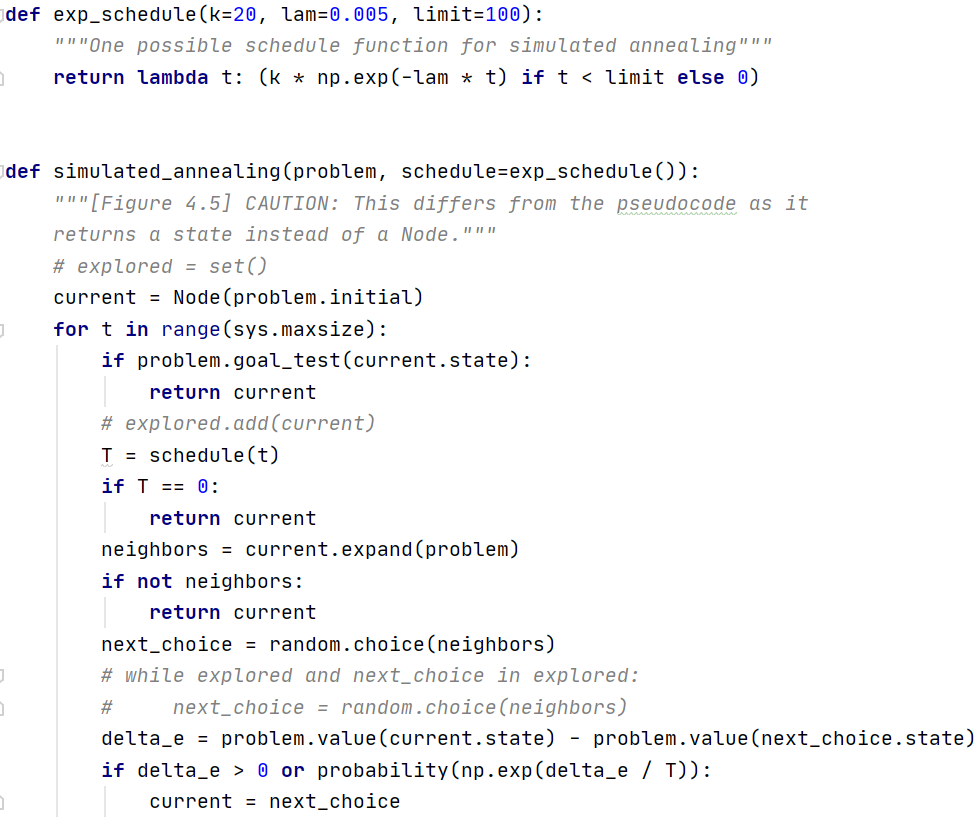 def exp_schedule(k=20, lam=0.005, limit=100):
    """One possible schedule function for simulated annealing"""
    return lambda t: (k * np.exp(-lam * t) if t < limit else 0)
def simulated_annealing(problem, schedule=exp_schedule()):
    """[Figure 4.5] CAUTION: This differs from the pseudocode as it
    returns a state instead of a Node."""
    # explored = set()
    current = Node(problem.initial)
    for t in range(sys.maxsize):
        if problem.goal_test(current.state):
            return current
        # explored.add(current)
        T = schedule(t)
        if T == 0:
            return current
        neighbors = current.expand(problem)
        if not neighbors:
            return current
        next_choice = random.choice(neighbors)
        # while explored and next_choice in explored:
        #     next_choice = random.choice(neighbors)
        delta_e = problem.value(current.state) - problem.value(next_choice.state)
        if delta_e > 0 or probability(np.exp(delta_e / T)):
            current = next_choice